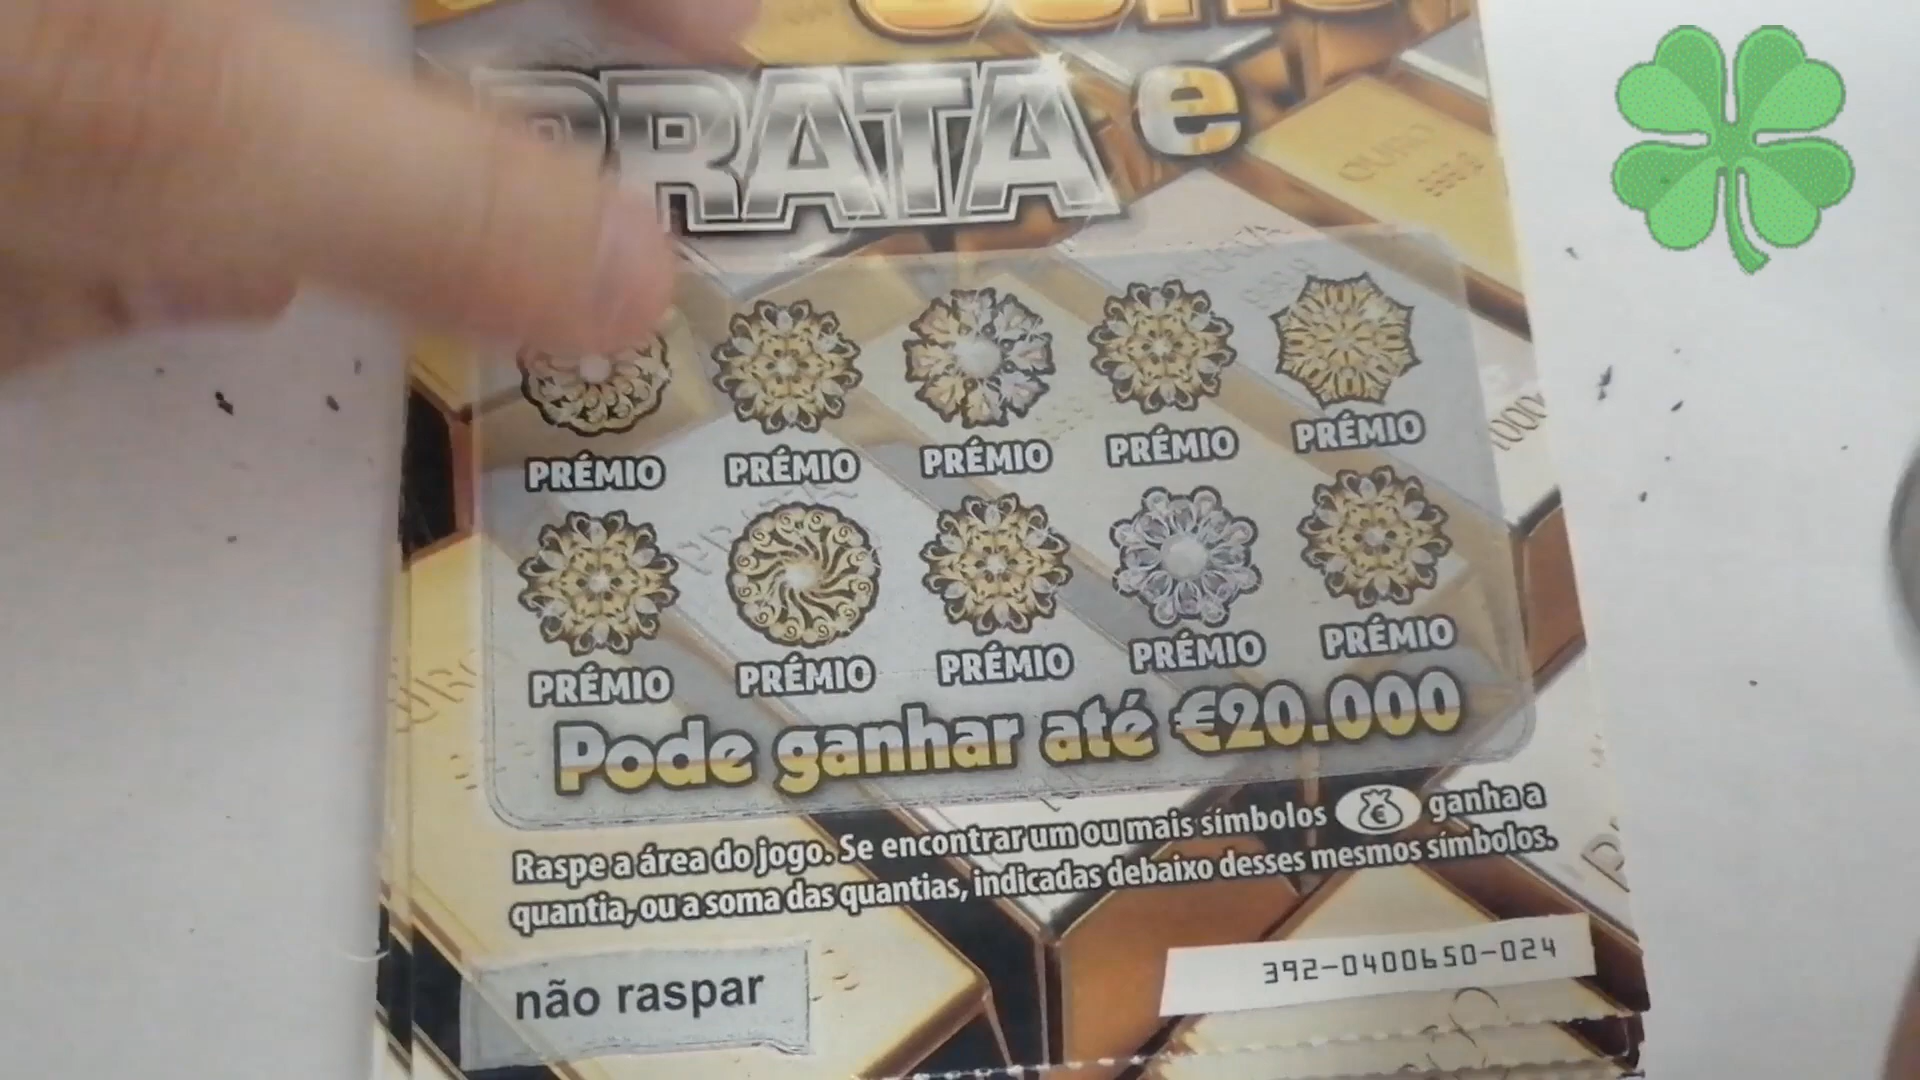 PRATA e
OURO
PRÉMIO PRÉMIO PRÉMIO PRÉMIO PRÉMIO
PRÉMIO PRÉMIO PRÉMIO PRÉMIO PRÉMIO
Pode ganhar até €20.000
Raspe a área do jogo. Se encontrar um ou mais símbolos € ganha a
quantia, ou a soma das quantias, indicadas debaixo desses mesmos símbolos.
não raspar
392-0400650-024